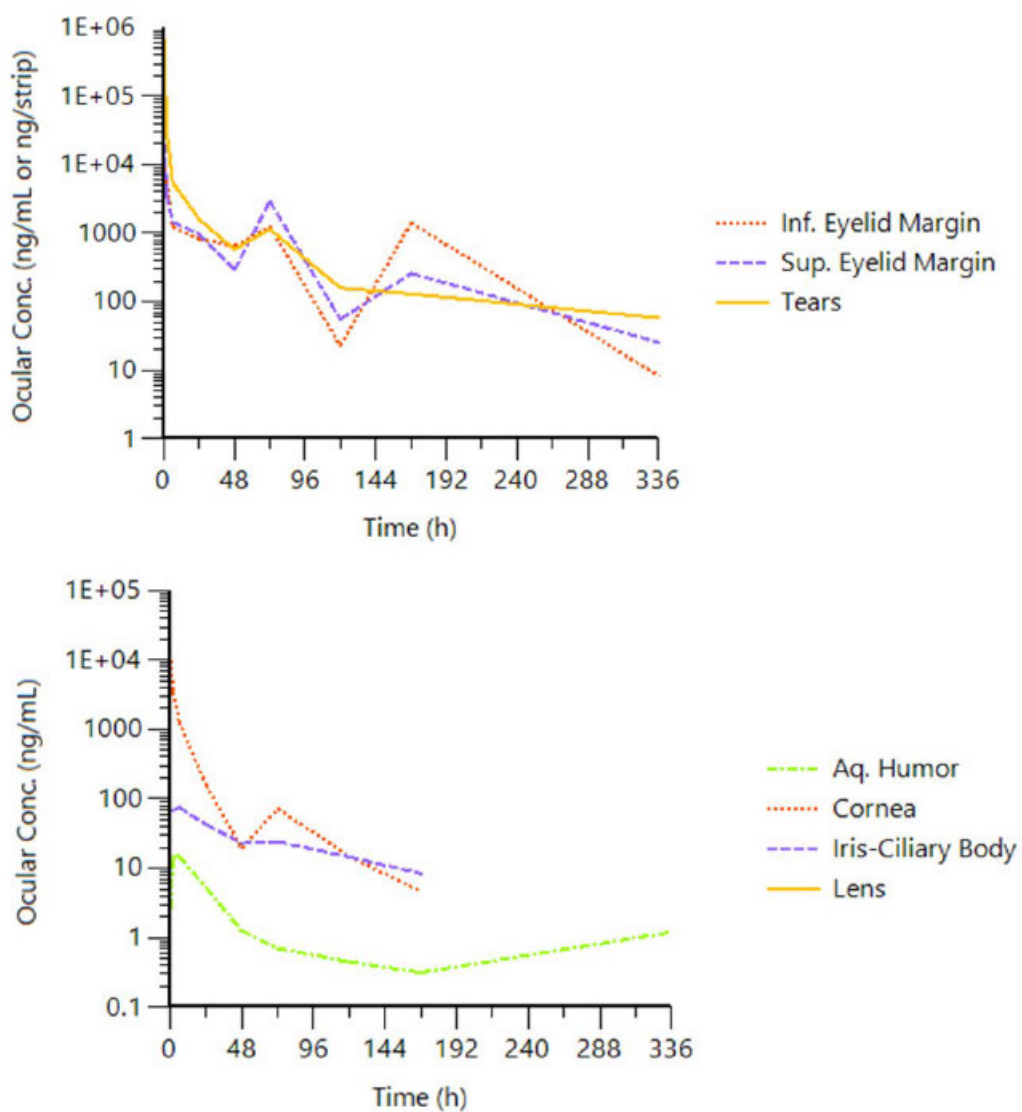 Ocular Conc. (ng/mL or ng/strip)
1E+06
1E+05
1E+04
1000
100
10
1
0 48 96 144 192 240 288 336
Time (h)
Inf. Eyelid Margin
Sup. Eyelid Margin
Tears
Ocular Conc. (ng/mL)
1E+05
1E+04
1000
100
10
1
0.1
0 48 96 144 192 240 288 336
Time (h)
Aq. Humor
Cornea
Iris-Ciliary Body
Lens